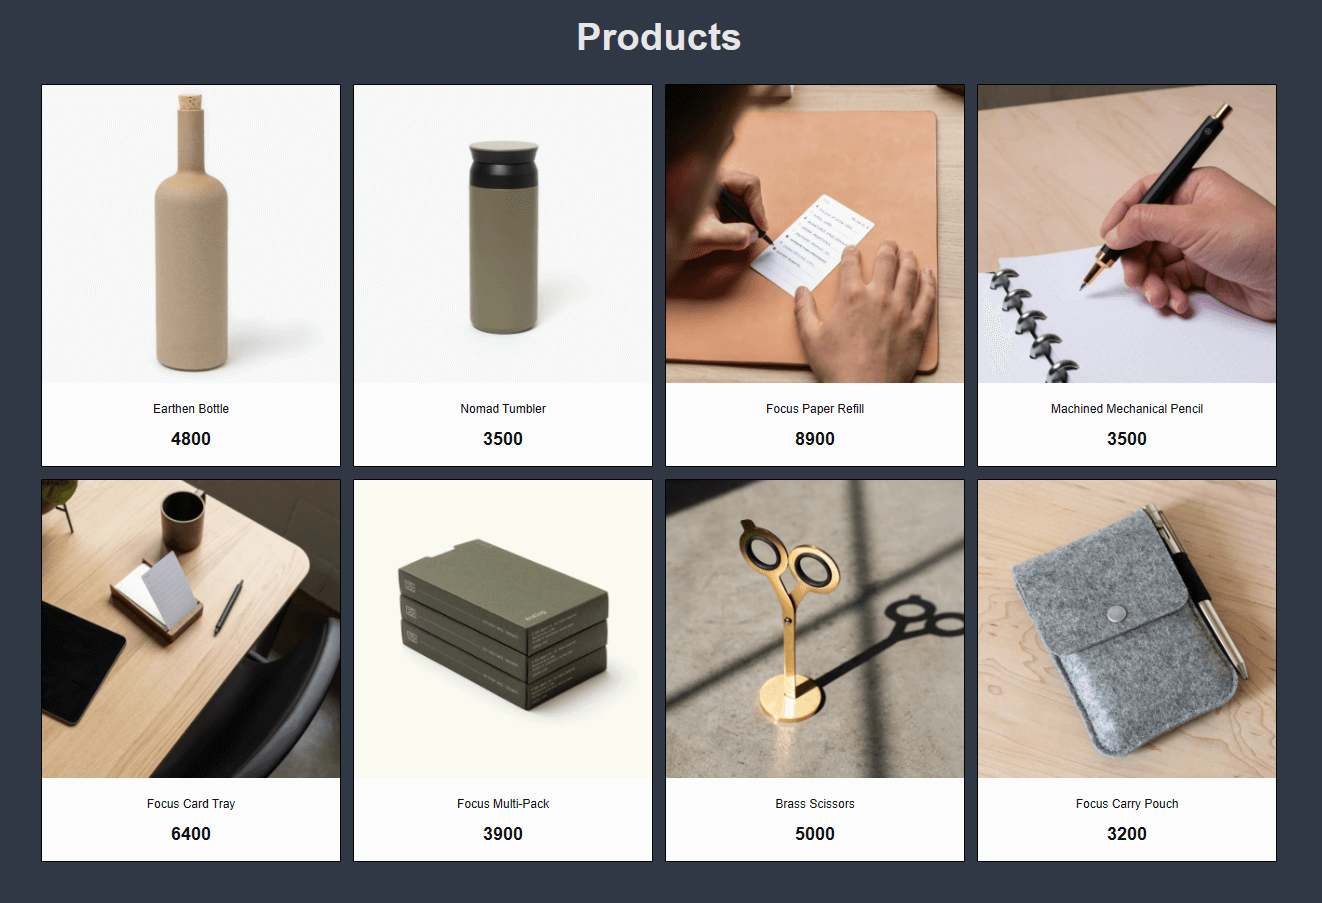 Products
Earthen Bottle
4800
Nomad Tumbler
3500
Focus Paper Refill
8900
Machined Mechanical Pencil
3500
Focus Card Tray
6400
Focus Multi-Pack
3900
Brass Scissors
5000
Focus Carry Pouch
3200